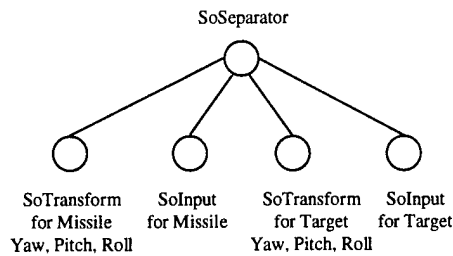 SoSeparator
SoTransform
for Missile
Yaw, Pitch, Roll
SoInput
for Missile
SoTransform
for Target
Yaw, Pitch, Roll
SoInput
for Target